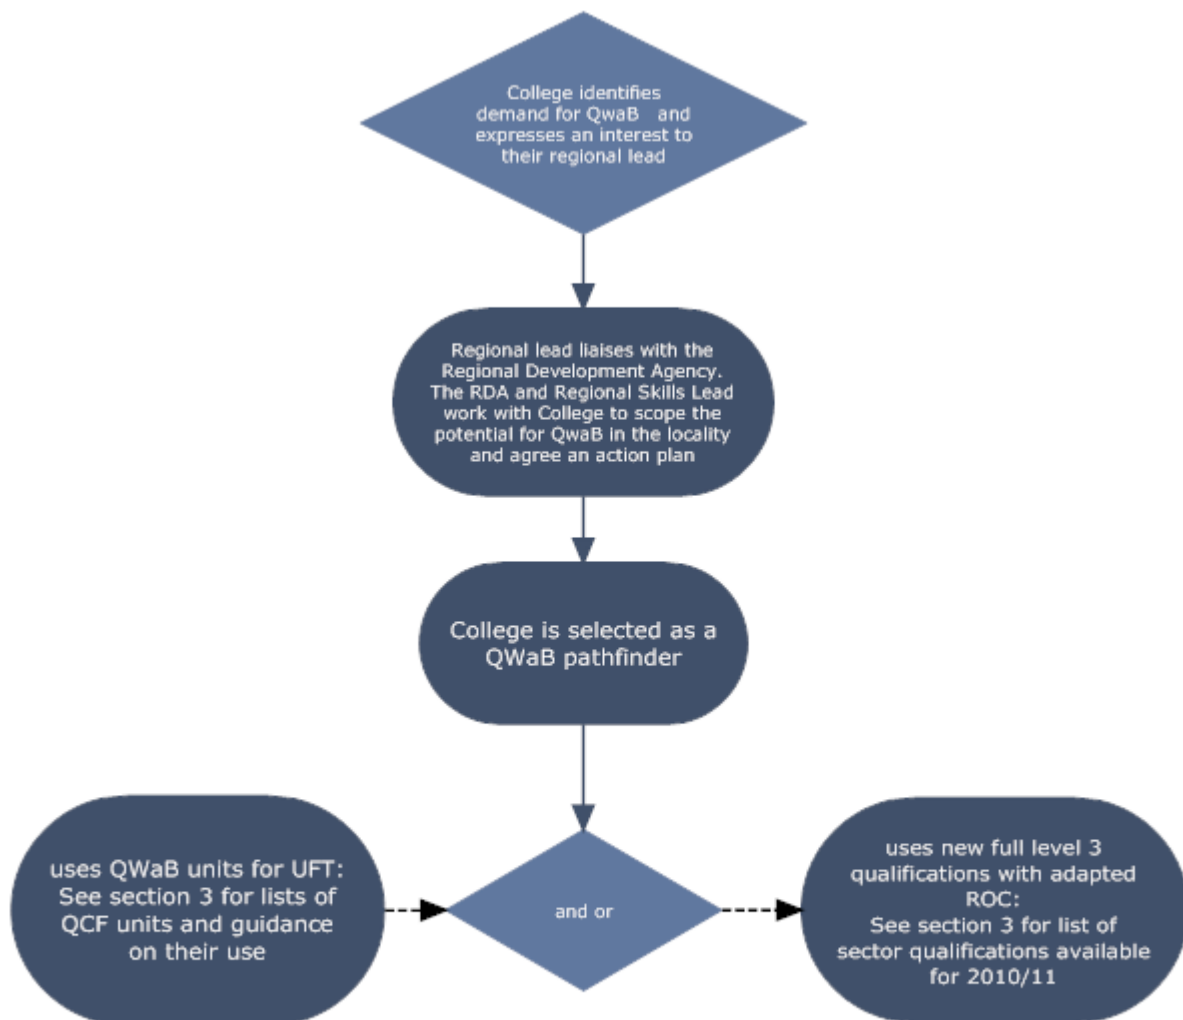 College identifies
demand for QwaB and
expresses an interest to
their regional lead
Regional lead liaises with the
Regional Development Agency.
The RDA and Regional Skills Lead
work with College to scope the
potential for QwaB in the locality
and agree an action plan
College is selected as a
QWaB pathfinder
uses QWaB units for UFT:
See section 3 for lists of
QCF units and guidance
on their use
and or
uses new full level 3
qualifications with adapted
ROC:
See section 3 for list of
sector qualifications available
for 2010/11